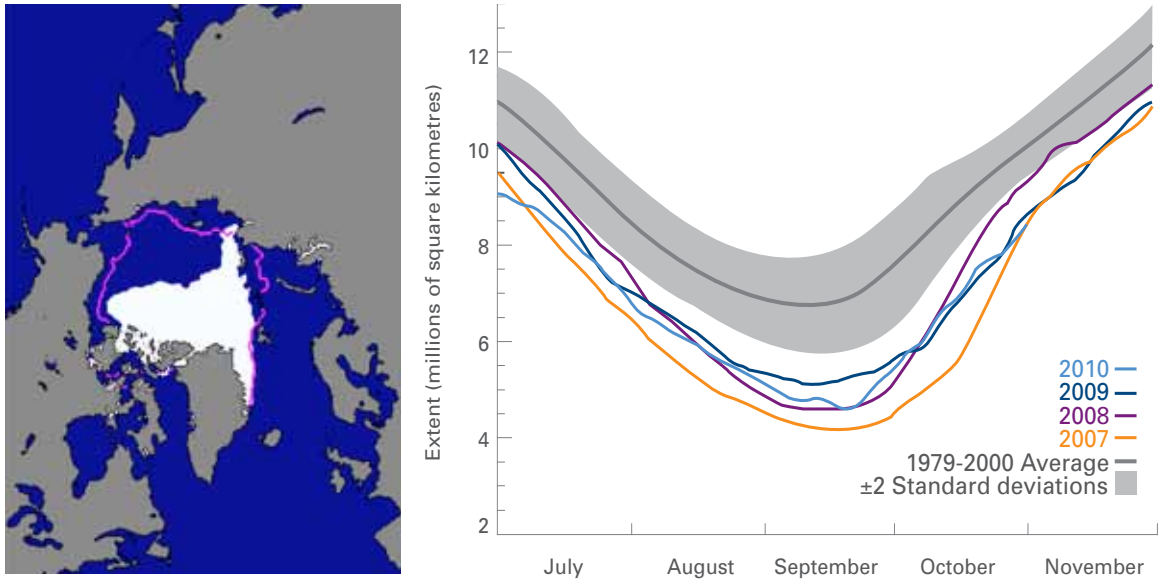 Extent (millions of square kilometres)
12
10
8
6
4
2
2010
2009
2008
2007
1979-2000 Average
±2 Standard deviations
July August September October November